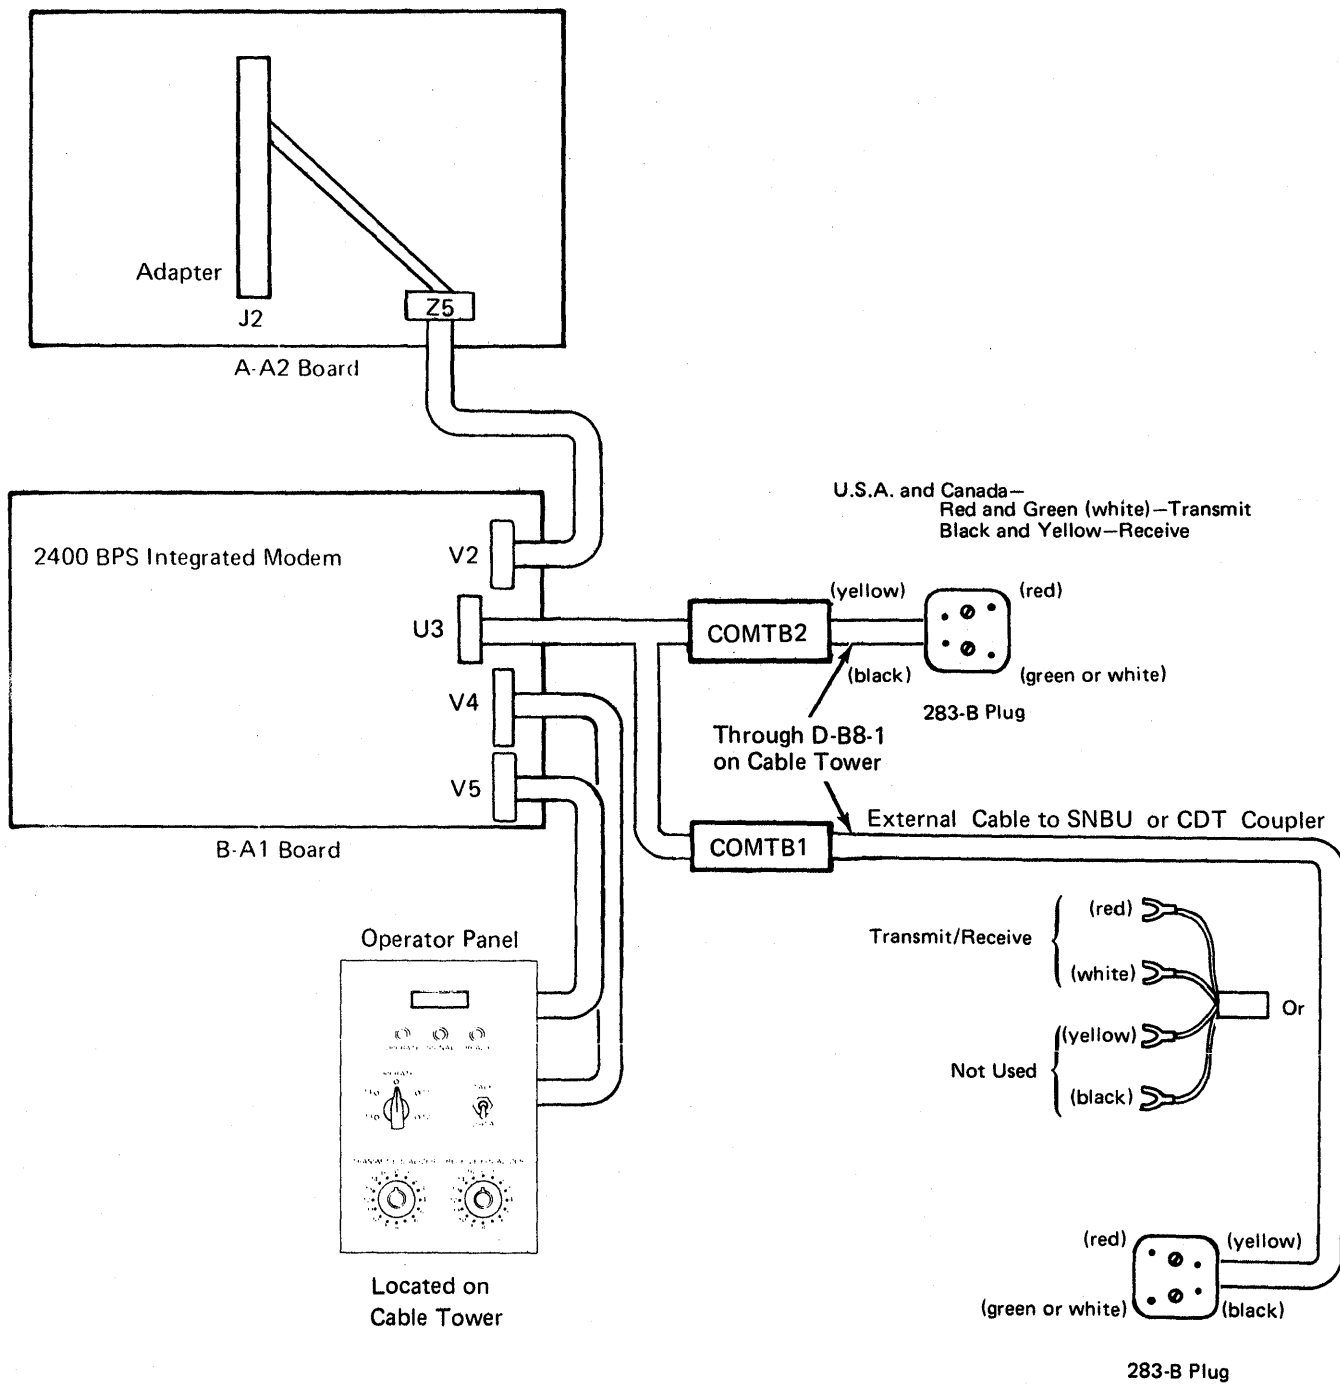 Adapter
J2
Z5
A-A2 Board
2400 BPS Integrated Modem
V2
U3
V4
V5
B-A1 Board
U.S.A. and Canada—
Red and Green (white)—Transmit
Black and Yellow—Receive
COMTB2
(yellow)
(red)
(black)
(green or white)
283-B Plug
Through D-B8-1
on Cable Tower
External Cable to SNBU or CDT Coupler
COMTB1
Transmit/Receive
(red)
(white)
Or
Not Used
(yellow)
(black)
Operator Panel
Located on
Cable Tower
(red)
(yellow)
(green or white)
(black)
283-B Plug